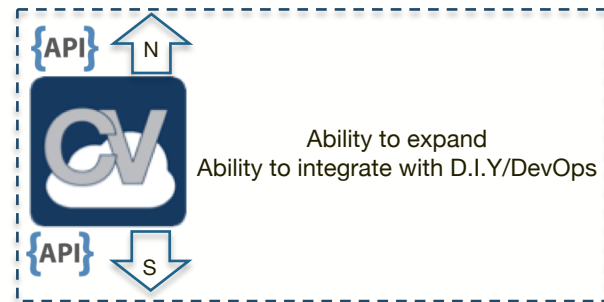 {API}
N
CV
Ability to expand
Ability to integrate with D.I.Y/DevOps
{API}
S